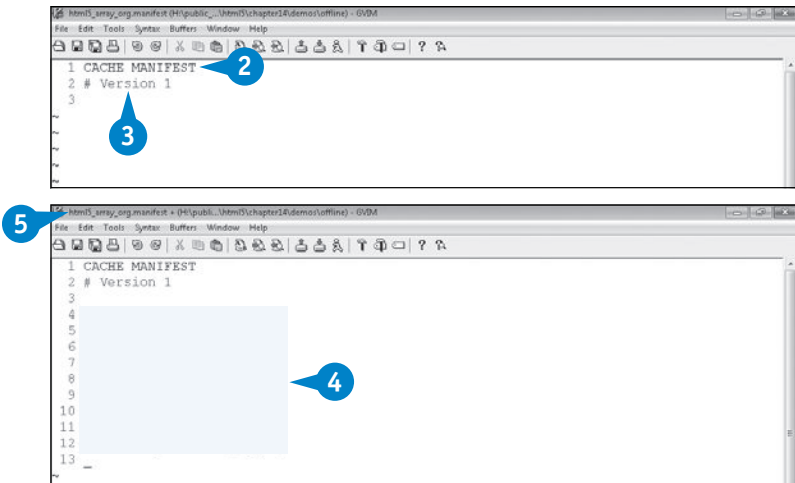 html5_array_org.manifest (H:\public_...\html5\chapter14\demos\offline) - GVIM
File Edit Tools Syntax Buffers Window Help
1 CACHE MANIFEST
2
2 # Version 1
3
3
~
~
~
~
~
5
html5_array_org.manifest + (H:\publi...\html5\chapter14\demos\offline) - GVIM
File Edit Tools Syntax Buffers Window Help
1 CACHE MANIFEST
2 # Version 1
3
4
5
6
7
8
4
9
10
11
12
13
~